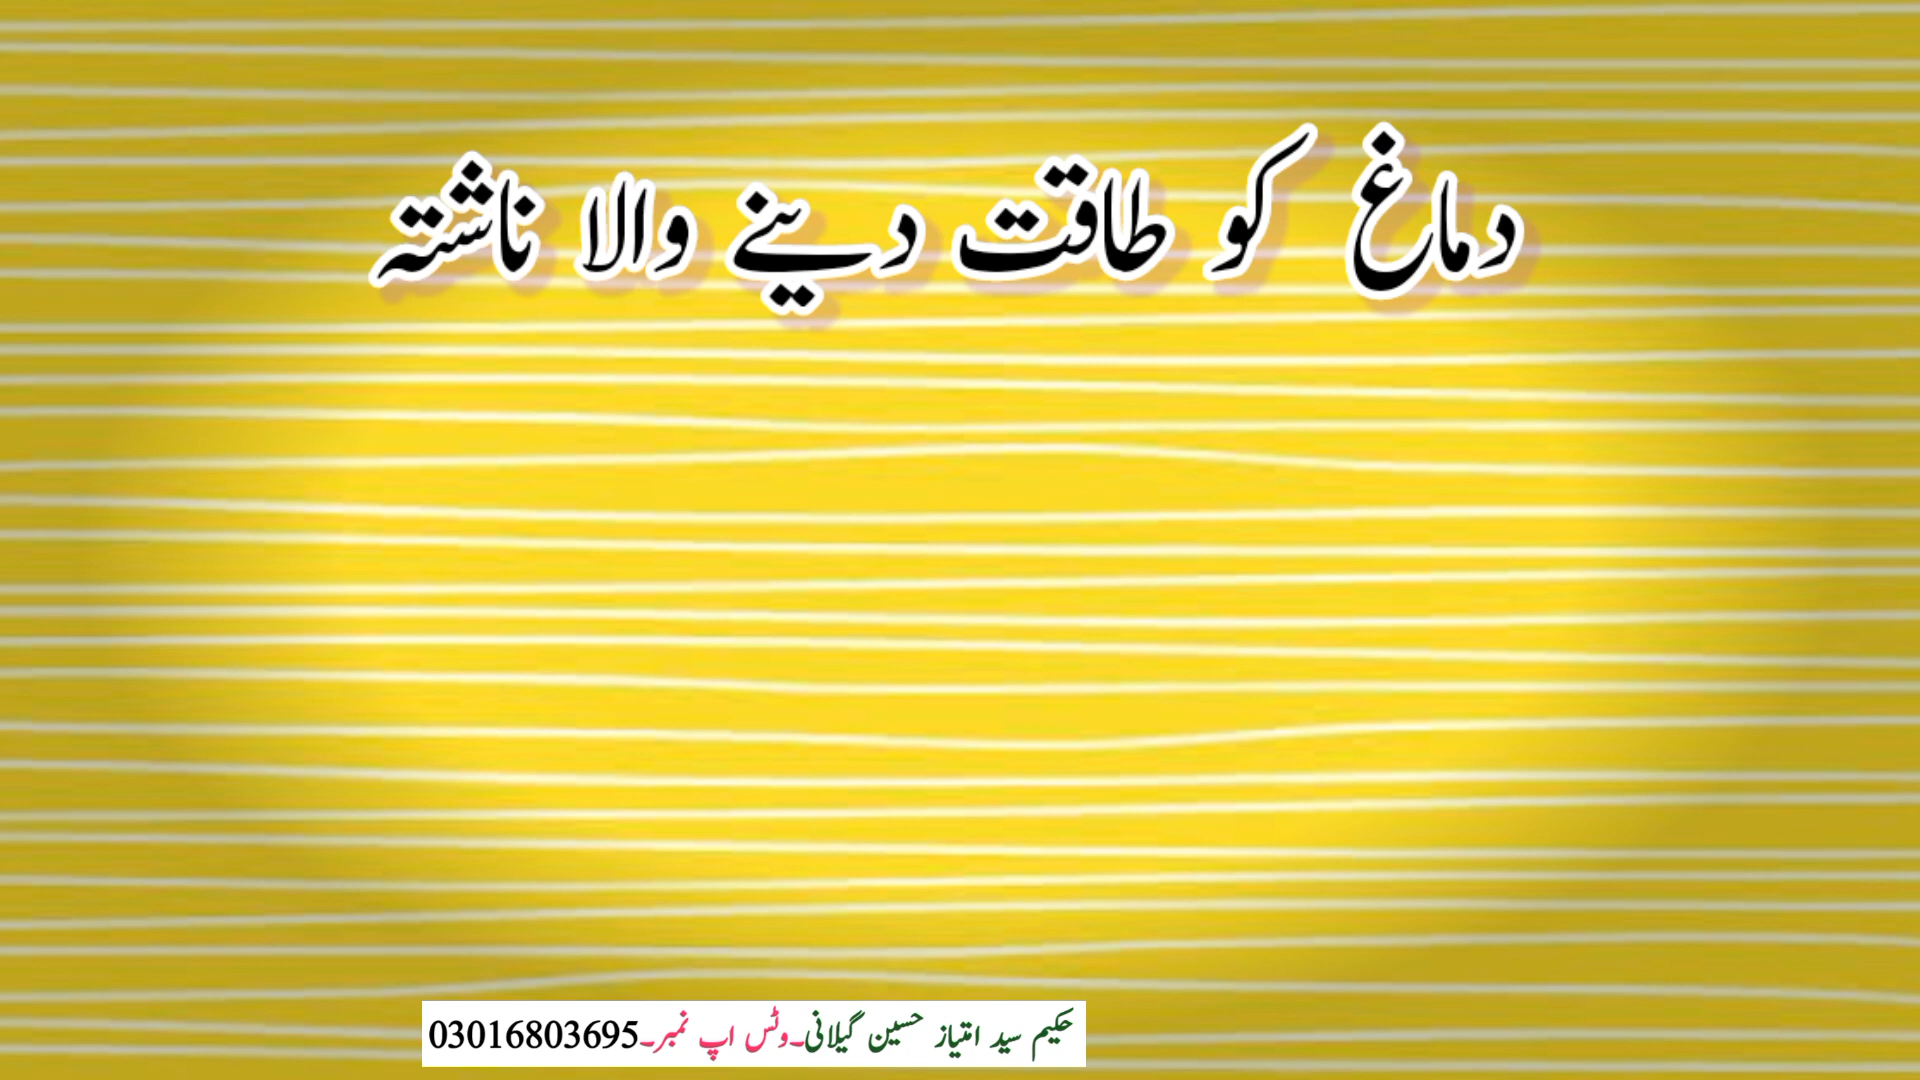 دماغ کو طاقت دینے والا ناشتہ
حکیم سید امتیاز حسین گیلانی۔وٹس اپ نمبر۔03016803695